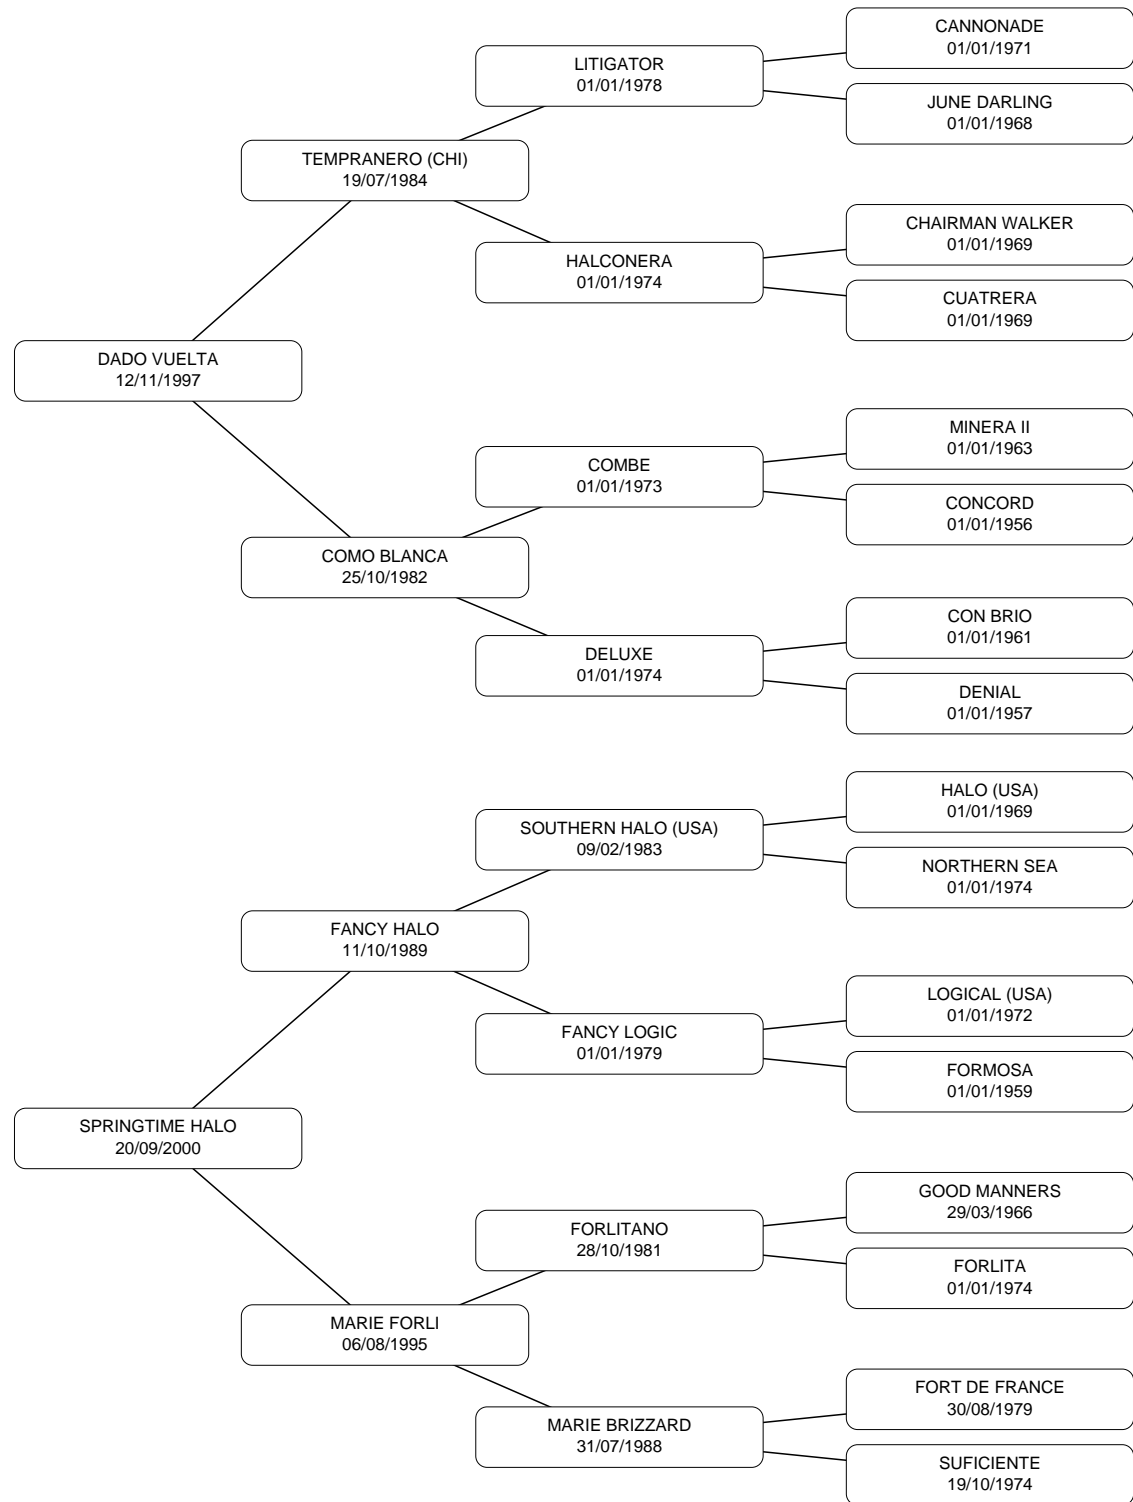 CANNONADE
01/01/1971
LITIGATOR
01/01/1978
JUNE DARLING
01/01/1968
TEMPRANERO (CHI)
19/07/1984
CHAIRMAN WALKER
01/01/1969
HALCONERA
01/01/1974
CUATRERA
01/01/1969
DADO VUELTA
12/11/1997
MINERA II
01/01/1963
COMBE
01/01/1973
CONCORD
01/01/1956
COMO BLANCA
25/10/1982
CON BRIO
01/01/1961
DELUXE
01/01/1974
DENIAL
01/01/1957
HALO (USA)
01/01/1969
SOUTHERN HALO (USA)
09/02/1983
NORTHERN SEA
01/01/1974
FANCY HALO
11/10/1989
LOGICAL (USA)
01/01/1972
FANCY LOGIC
01/01/1979
FORMOSA
01/01/1959
SPRINGTIME HALO
20/09/2000
GOOD MANNERS
29/03/1966
FORLITANO
28/10/1981
FORLITA
01/01/1974
MARIE FORLI
06/08/1995
FORT DE FRANCE
30/08/1979
MARIE BRIZZARD
31/07/1988
SUFICIENTE
19/10/1974